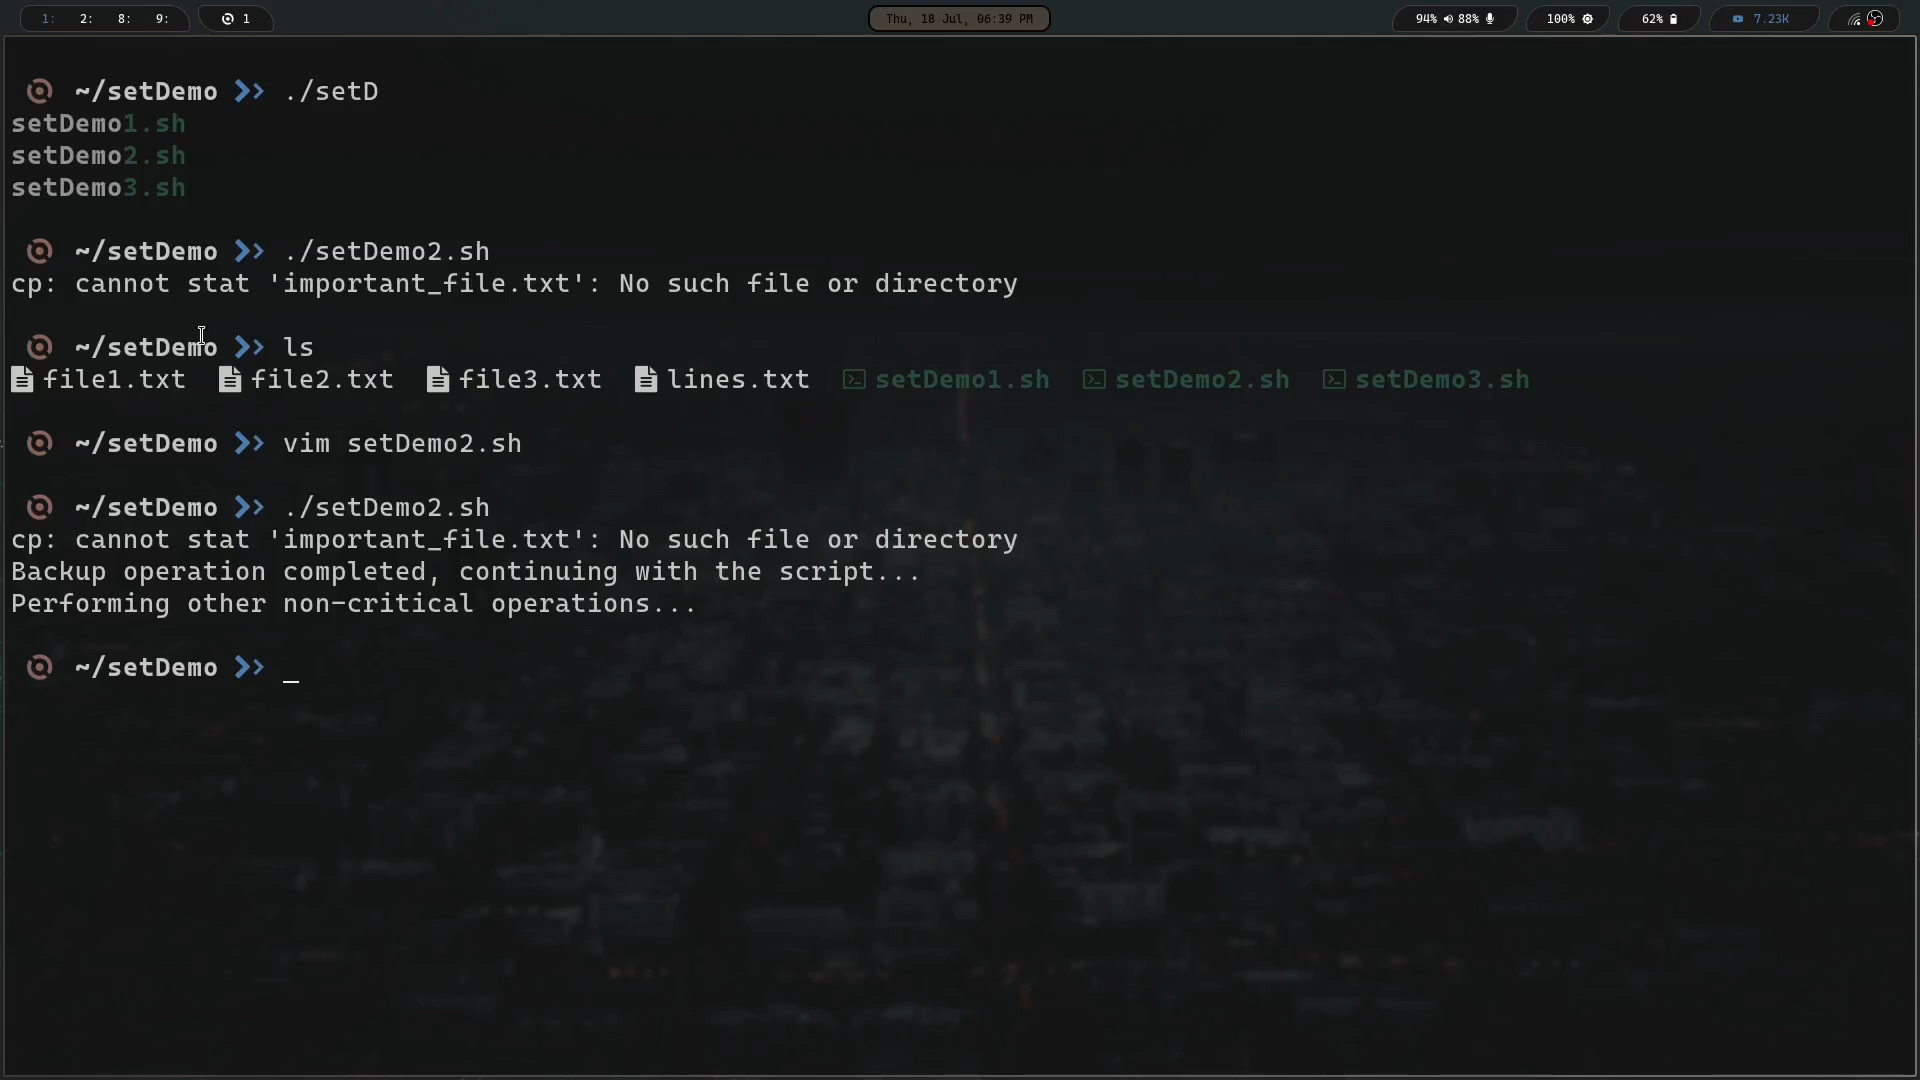 1: 2: 8: 9: 1 Thu, 18 Jul, 06:39 PM 94% 88% 100% 62% 7.23K
~/setDemo ./setD
setDemo1.sh
setDemo2.sh
setDemo3.sh
~/setDemo ./setDemo2.sh
cp: cannot stat 'important_file.txt': No such file or directory
~/setDemo ls
file1.txt file2.txt file3.txt lines.txt setDemo1.sh setDemo2.sh setDemo3.sh
~/setDemo vim setDemo2.sh
~/setDemo ./setDemo2.sh
cp: cannot stat 'important_file.txt': No such file or directory
Backup operation completed, continuing with the script...
Performing other non-critical operations...
~/setDemo _